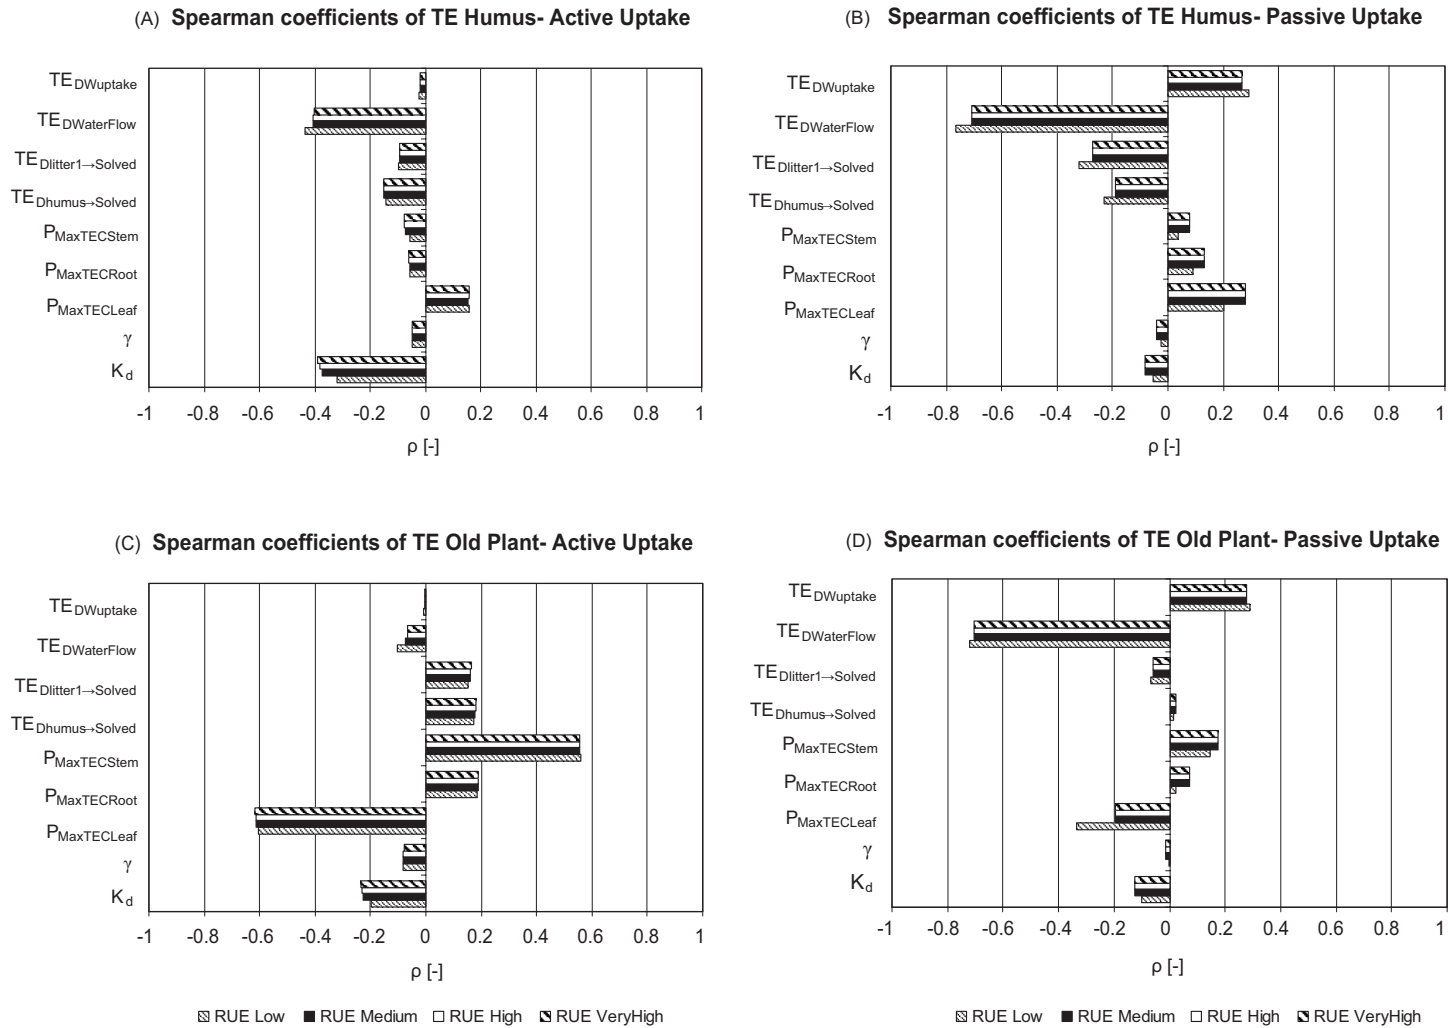 (A) Spearman coefficients of TE Humus- Active Uptake
TE DWuptake
TE DWaterFlow
TE Dlitter1→Solved
TE Dhumus→Solved
P MaxTECStem
P MaxTECRoot
P MaxTECLeaf
γ
K d
-1 -0.8 -0.6 -0.4 -0.2 0 0.2 0.4 0.6 0.8 1
ρ [-]
(B) Spearman coefficients of TE Humus- Passive Uptake
TE DWuptake
TE DWaterFlow
TE Dlitter1→Solved
TE Dhumus→Solved
P MaxTECStem
P MaxTECRoot
P MaxTECLeaf
γ
K d
-1 -0.8 -0.6 -0.4 -0.2 0 0.2 0.4 0.6 0.8 1
ρ [-]
(C) Spearman coefficients of TE Old Plant- Active Uptake
TE DWuptake
TE DWaterFlow
TE Dlitter1→Solved
TE Dhumus→Solved
P MaxTECStem
P MaxTECRoot
P MaxTECLeaf
γ
K d
-1 -0.8 -0.6 -0.4 -0.2 0 0.2 0.4 0.6 0.8 1
ρ [-]
RUE Low RUE Medium RUE High RUE VeryHigh
(D) Spearman coefficients of TE Old Plant- Passive Uptake
TE DWuptake
TE DWaterFlow
TE Dlitter1→Solved
TE Dhumus→Solved
P MaxTECStem
P MaxTECRoot
P MaxTECLeaf
γ
K d
-1 -0.8 -0.6 -0.4 -0.2 0 0.2 0.4 0.6 0.8 1
ρ [-]
RUE Low RUE Medium RUE High RUE VeryHigh